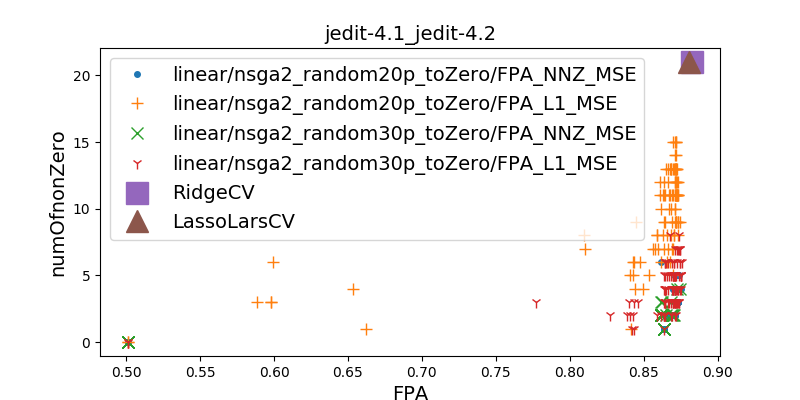 jedit-4.1_jedit-4.2
linear/nsga2_random20p_toZero/FPA_NNZ_MSE
linear/nsga2_random20p_toZero/FPA_L1_MSE
linear/nsga2_random30p_toZero/FPA_NNZ_MSE
linear/nsga2_random30p_toZero/FPA_L1_MSE
RidgeCV
LassoLarsCV
numOfnonZero
20
15
10
5
0
0.50 0.55 0.60 0.65 0.70 0.75 0.80 0.85 0.90
FPA